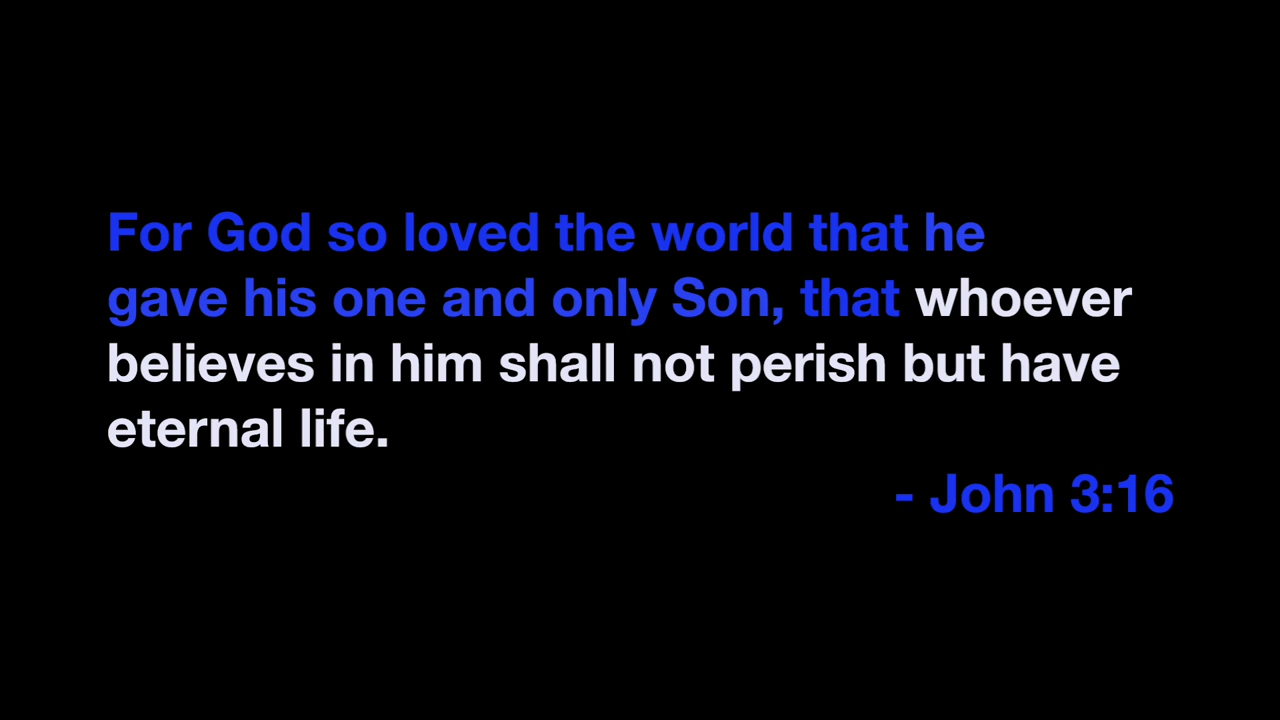 For God so loved the world that he
gave his one and only Son, that whoever
believes in him shall not perish but have
eternal life.
- John 3:16